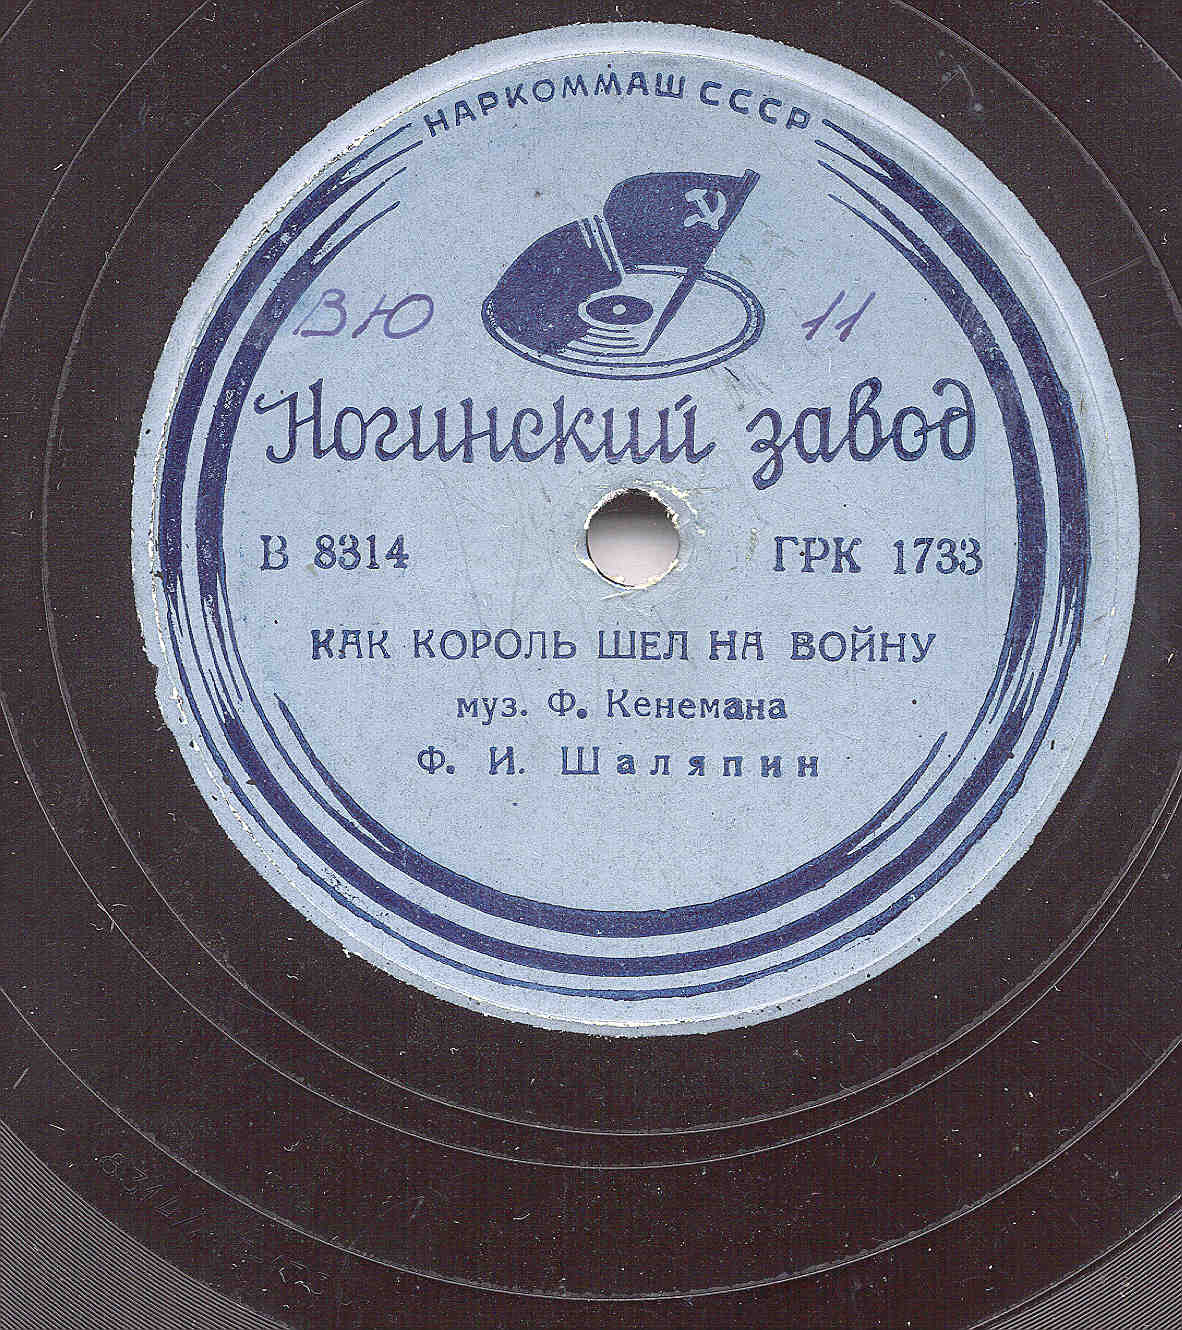 НАРКОММАШ СССР
ВЮ 11
Ногинский завод
В 8314 ГРК 1733
КАК КОРОЛЬ ШЕЛ НА ВОЙНУ
муз. Ф. Кенемана
Ф. И. Шаляпин